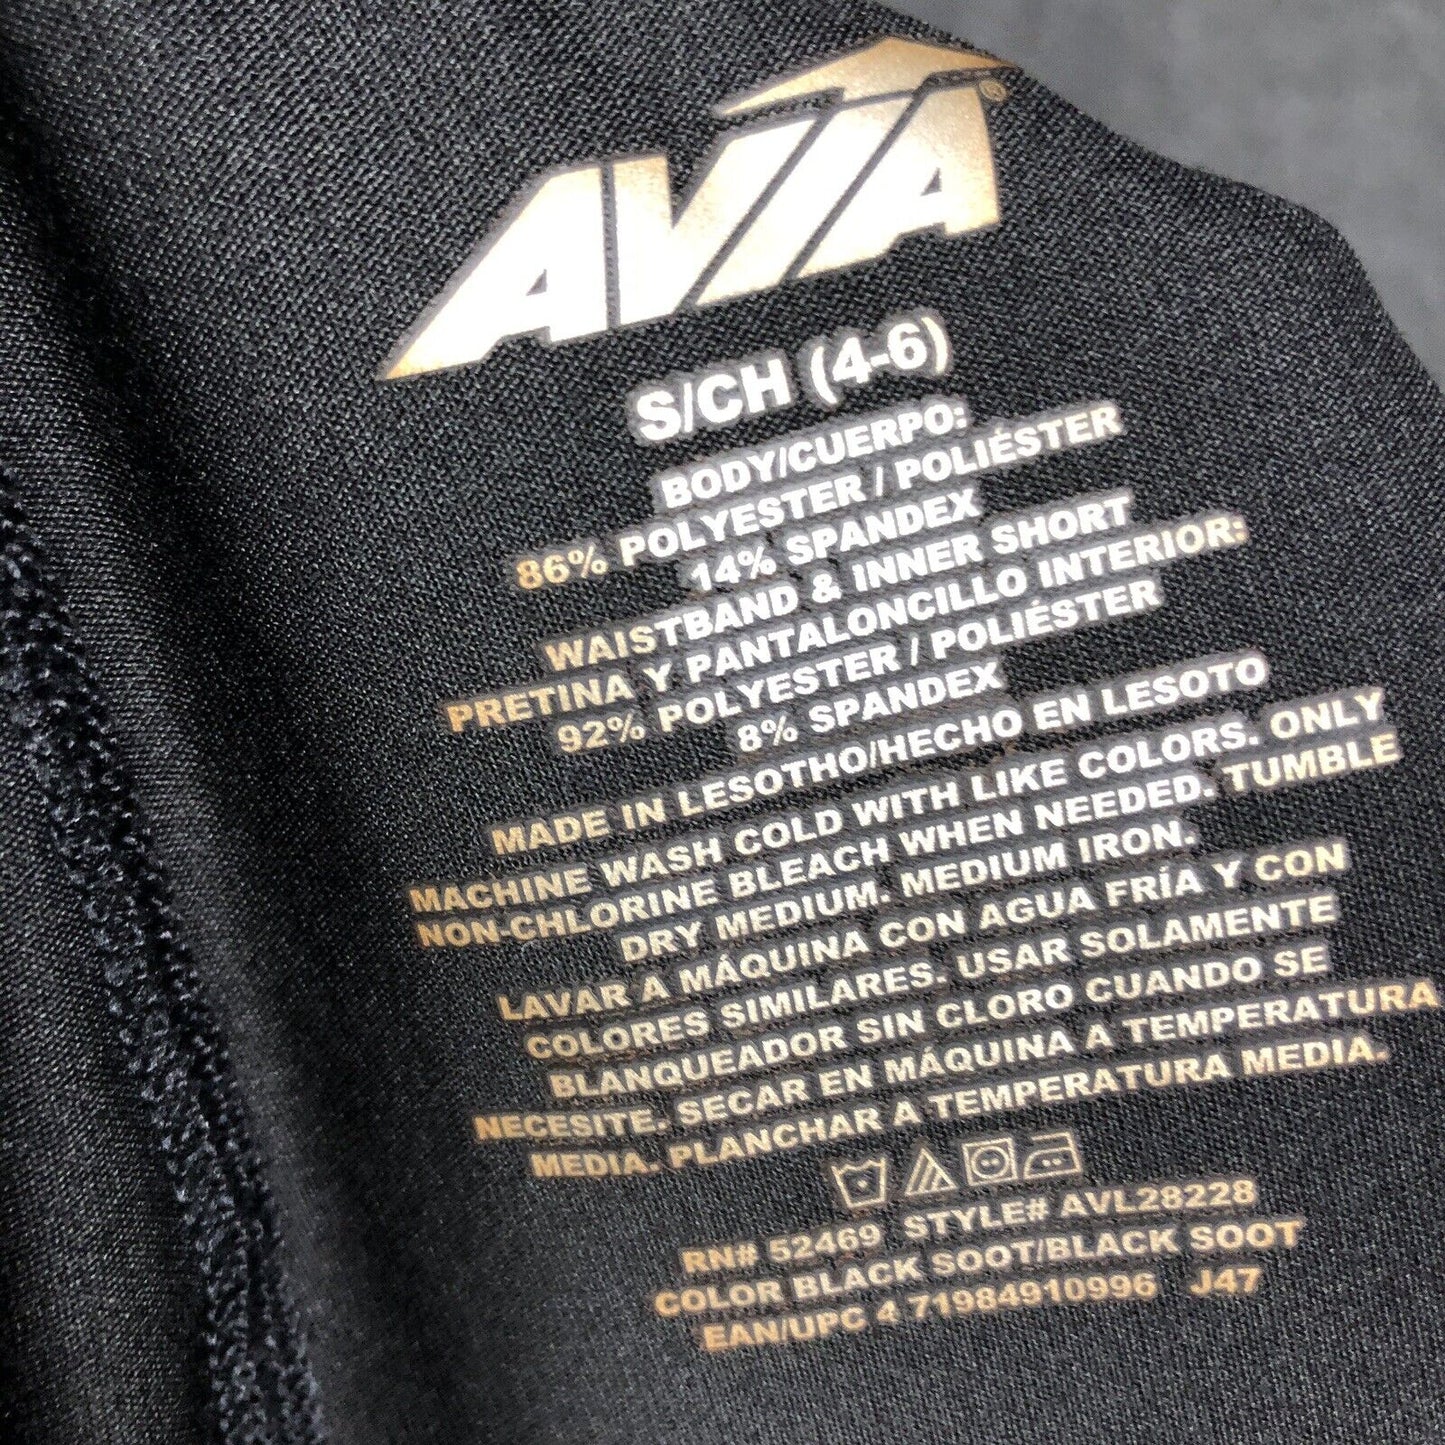 AVIA®
S/CH (4-6)
BODY/CUERPO:
86% POLYESTER / POLIÉSTER
14% SPANDEX
WAISTBAND & INNER SHORT
PRETINA Y PANTALONCILLO INTERIOR:
92% POLYESTER / POLIÉSTER
8% SPANDEX
MADE IN LESOTHO/HECHO EN LESOTO
MACHINE WASH COLD WITH LIKE COLORS. ONLY
NON-CHLORINE BLEACH WHEN NEEDED. TUMBLE
DRY MEDIUM. MEDIUM IRON.
LAVAR A MÁQUINA CON AGUA FRÍA Y CON
COLORES SIMILARES. USAR SOLAMENTE
BLANQUEADOR SIN CLORO CUANDO SE
NECESITE. SECAR EN MÁQUINA A TEMPERATURA
MEDIA. PLANCHAR A TEMPERATURA MEDIA.
RN# 52469 STYLE# AVL28228
COLOR BLACK SOOT/BLACK SOOT
EAN/UPC 4 71984910996 J47